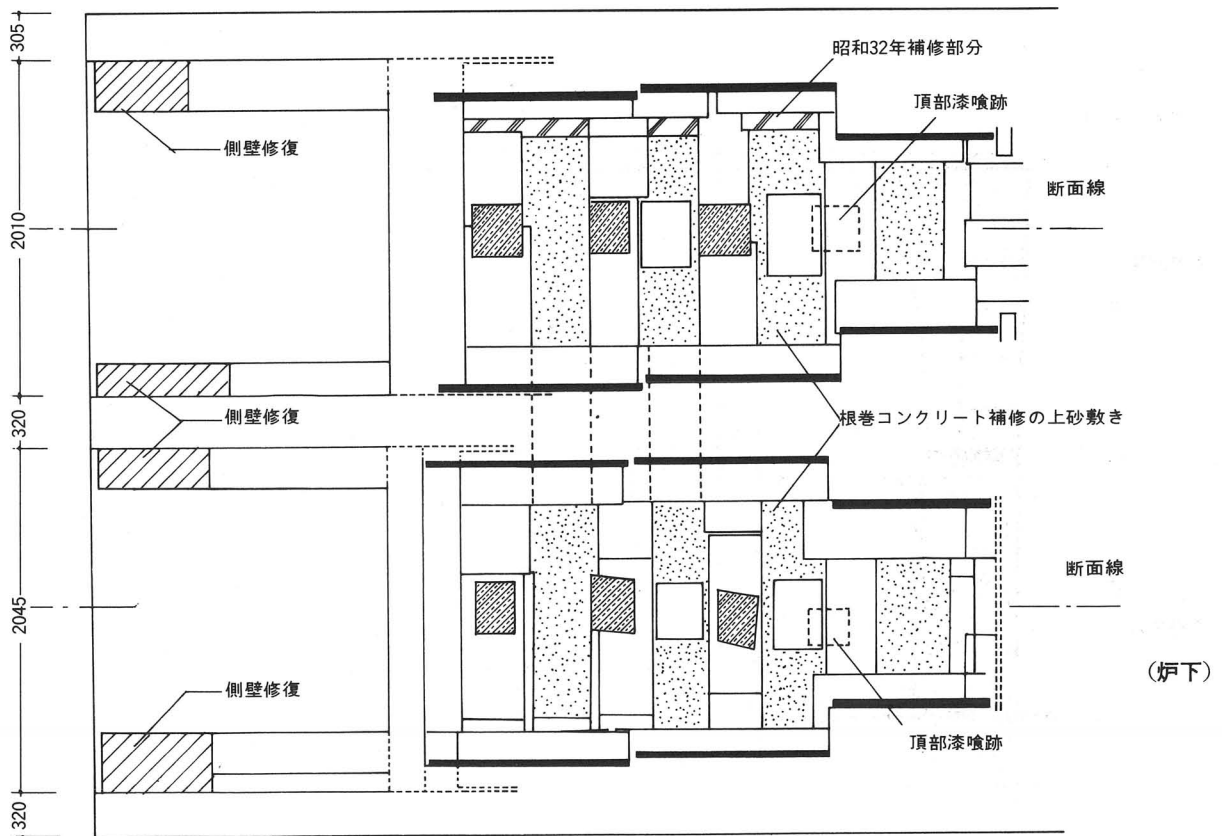 305
昭和32年補修部分
頂部漆喰跡
側壁修復
断面線
2010
320
側壁修復
根巻コンクリート補修の上砂敷き
断面線
2045
(炉下)
側壁修復
頂部漆喰跡
320